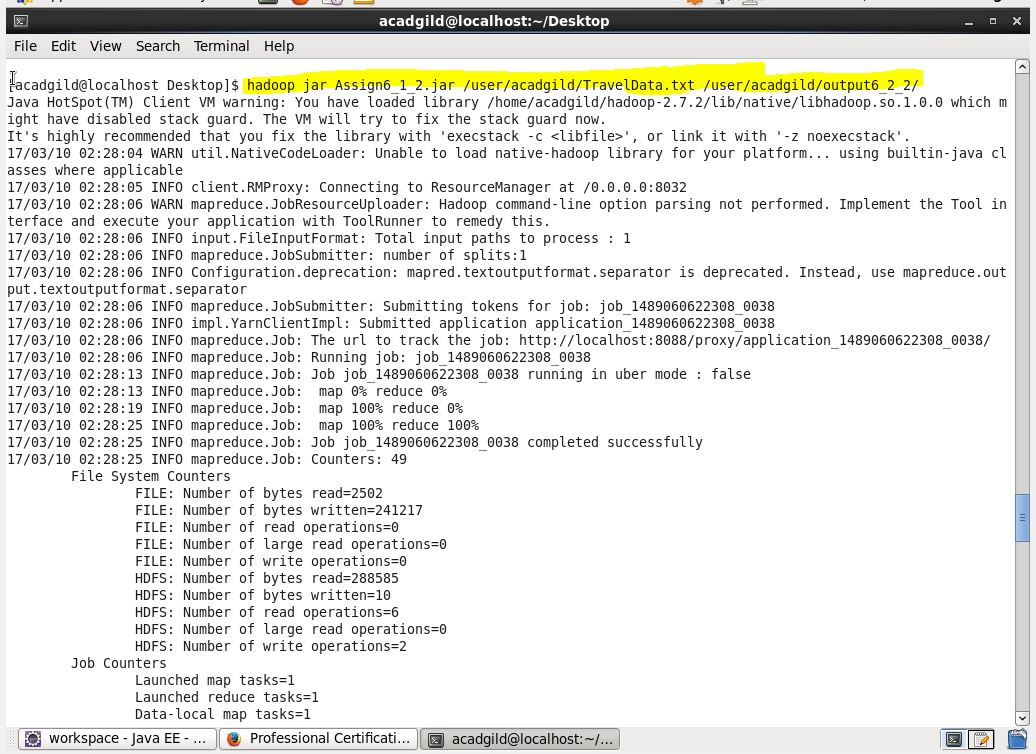 acadgild@localhost:~/Desktop
File Edit View Search Terminal Help
[acadgild@localhost Desktop]$ hadoop jar Assign6_1_2.jar /user/acadgild/TravelData.txt /user/acadgild/output6_2_2/
Java HotSpot(TM) Client VM warning: You have loaded library /home/acadgild/hadoop-2.7.2/lib/native/libhadoop.so.1.0.0 which m
ight have disabled stack guard. The VM will try to fix the stack guard now.
It's highly recommended that you fix the library with 'execstack -c <libfile>', or link it with '-z noexecstack'.
17/03/10 02:28:04 WARN util.NativeCodeLoader: Unable to load native-hadoop library for your platform... using builtin-java cl
asses where applicable
17/03/10 02:28:05 INFO client.RMProxy: Connecting to ResourceManager at /0.0.0.0:8032
17/03/10 02:28:06 WARN mapreduce.JobResourceUploader: Hadoop command-line option parsing not performed. Implement the Tool in
terface and execute your application with ToolRunner to remedy this.
17/03/10 02:28:06 INFO input.FileInputFormat: Total input paths to process : 1
17/03/10 02:28:06 INFO mapreduce.JobSubmitter: number of splits:1
17/03/10 02:28:06 INFO Configuration.deprecation: mapred.textoutputformat.separator is deprecated. Instead, use mapreduce.out
put.textoutputformat.separator
17/03/10 02:28:06 INFO mapreduce.JobSubmitter: Submitting tokens for job: job_1489060622308_0038
17/03/10 02:28:06 INFO impl.YarnClientImpl: Submitted application application_1489060622308_0038
17/03/10 02:28:06 INFO mapreduce.Job: The url to track the job: http://localhost:8088/proxy/application_1489060622308_0038/
17/03/10 02:28:06 INFO mapreduce.Job: Running job: job_1489060622308_0038
17/03/10 02:28:13 INFO mapreduce.Job: Job job_1489060622308_0038 running in uber mode : false
17/03/10 02:28:13 INFO mapreduce.Job:  map 0% reduce 0%
17/03/10 02:28:19 INFO mapreduce.Job:  map 100% reduce 0%
17/03/10 02:28:25 INFO mapreduce.Job:  map 100% reduce 100%
17/03/10 02:28:25 INFO mapreduce.Job: Job job_1489060622308_0038 completed successfully
17/03/10 02:28:25 INFO mapreduce.Job: Counters: 49
File System Counters
FILE: Number of bytes read=2502
FILE: Number of bytes written=241217
FILE: Number of read operations=0
FILE: Number of large read operations=0
FILE: Number of write operations=0
HDFS: Number of bytes read=288585
HDFS: Number of bytes written=10
HDFS: Number of read operations=6
HDFS: Number of large read operations=0
HDFS: Number of write operations=2
Job Counters
Launched map tasks=1
Launched reduce tasks=1
Data-local map tasks=1
workspace - Java EE - ... Professional Certificati... acadgild@localhost:~/...